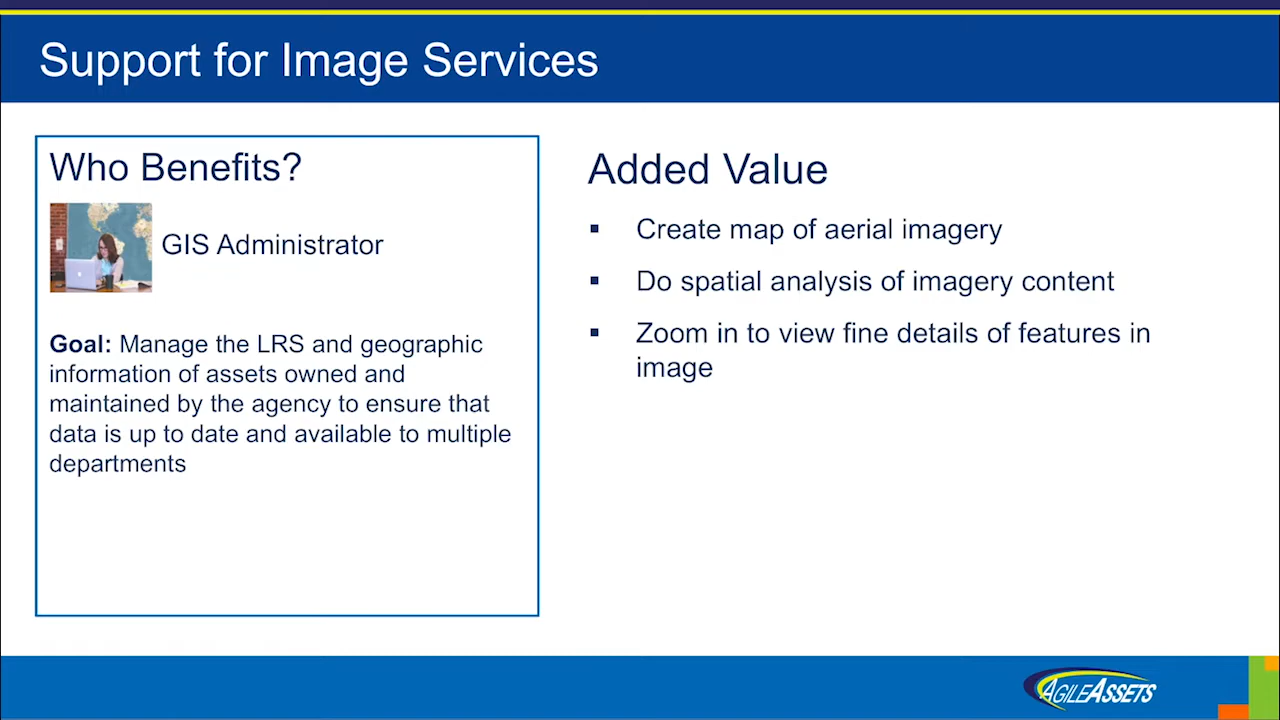 Support for Image Services
Who Benefits?
GIS Administrator
Goal: Manage the LRS and geographic
information of assets owned and
maintained by the agency to ensure that
data is up to date and available to multiple
departments
Added Value
▪ Create map of aerial imagery
▪ Do spatial analysis of imagery content
▪ Zoom in to view fine details of features in
image
AGILEASSETS